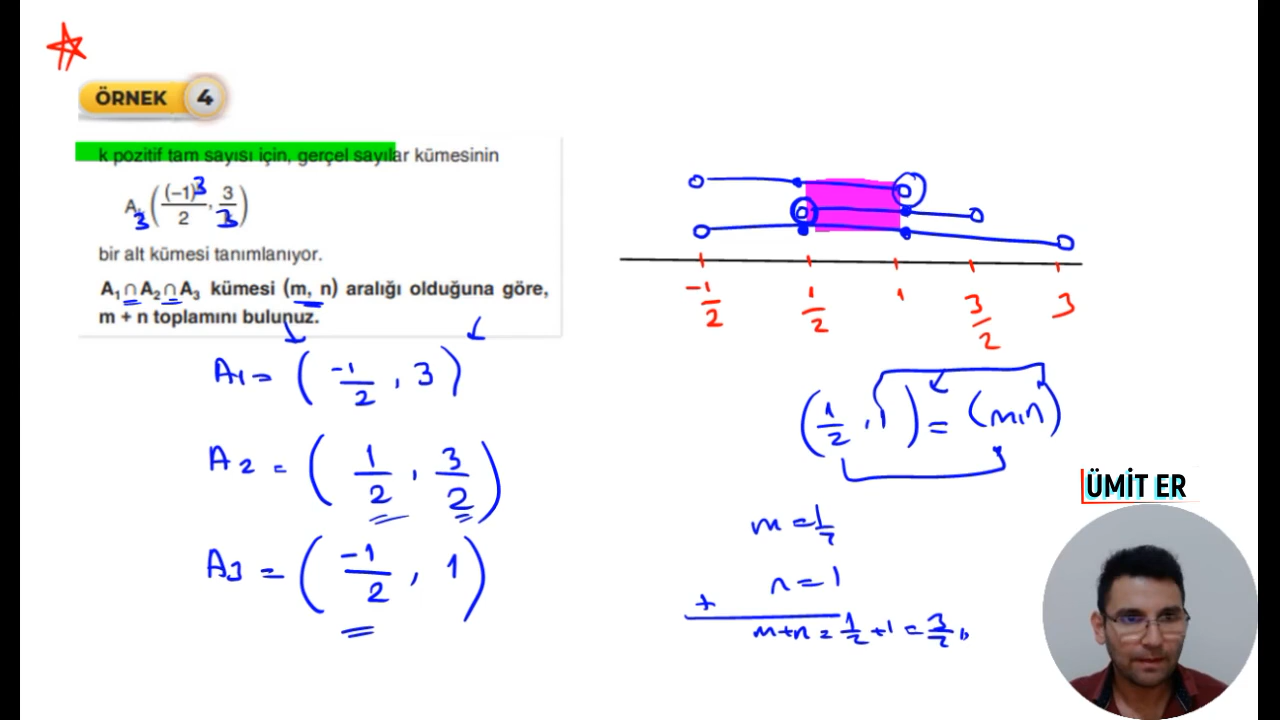 ÖRNEK 4
k pozitif tam sayısı için, gerçel sayılar kümesinin
A₃ ( (-1)³/2 , 3/3 )
bir alt kümesi tanımlanıyor.
A₁∩A₂∩A₃ kümesi (m, n) aralığı olduğuna göre,
m + n toplamını bulunuz.
A₁ = ( -1/2 , 3 )
A₂ = ( 1/2 , 3/2 )
A₃ = ( -1/2 , 1 )
-1/2 1/2 1 3/2 3
( 1/2 , 1 ) = (m,n)
m = 1/2
n = 1
+
m+n = 1/2 + 1 = 3/2
ÜMİT ER